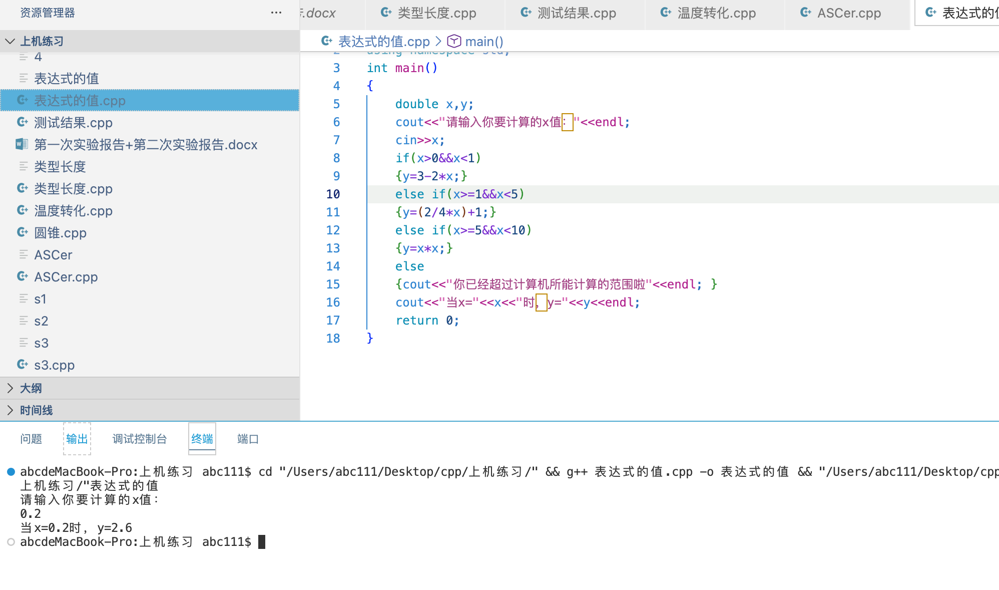 资源管理器
.docx
类型长度.cpp
测试结果.cpp
温度转化.cpp
ASCer.cpp
表达式的
上机练习
4
表达式的值
表达式的值.cpp
测试结果.cpp
第一次实验报告+第二次实验报告.docx
类型长度
类型长度.cpp
温度转化.cpp
圆锥.cpp
ASCer
ASCer.cpp
s1
s2
s3
s3.cpp
大纲
时间线
表达式的值.cpp > main()
2 using namespace std;
3 int main()
4 {
5 double x,y;
6 cout<<"请输入你要计算的x值："<<endl;
7 cin>>x;
8 if(x>0&&x<1)
9 {y=3-2*x;}
10 else if(x>=1&&x<5)
11 {y=(2/4*x)+1;}
12 else if(x>=5&&x<10)
13 {y=x*x;}
14 else
15 {cout<<"你已经超过计算机所能计算的范围啦"<<endl; }
16 cout<<"当x="<<x<<"时，y="<<y<<endl;
17 return 0;
18 }
问题
输出
调试控制台
终端
端口
abcdeMacBook-Pro:上机练习 abc111$ cd "/Users/abc111/Desktop/cpp/上机练习/" && g++ 表达式的值.cpp -o 表达式的值 && "/Users/abc111/Desktop/cpp
上机练习/"表达式的值
请输入你要计算的x值：
0.2
当x=0.2时，y=2.6
abcdeMacBook-Pro:上机练习 abc111$